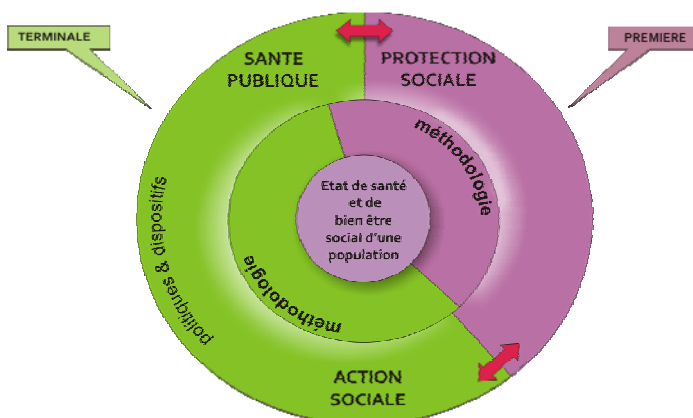 TERMINALE
PREMIERE
SANTE
PUBLIQUE
PROTECTION
SOCIALE
méthodologie
Etat de santé
et de
bien être
social d'une
population
politiques & dispositifs
méthodologie
ACTION
SOCIALE